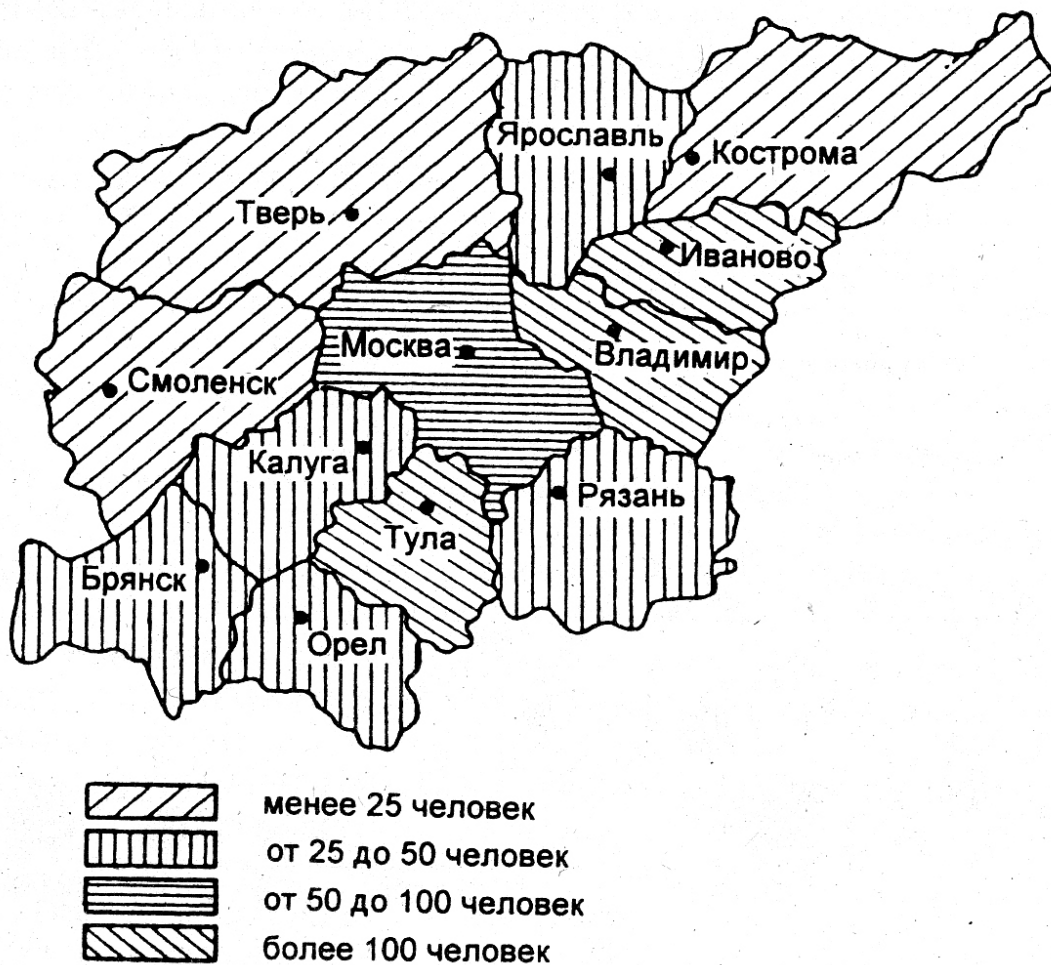 Ярославль
Кострома
Тверь
Иваново
Москва
Владимир
Смоленск
Калуга
Рязань
Тула
Брянск
Орел
менее 25 человек
от 25 до 50 человек
от 50 до 100 человек
более 100 человек